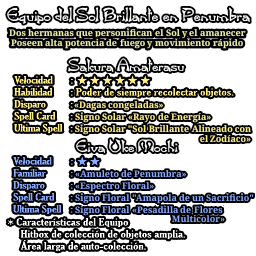 Equipo del Sol Brillante en Penumbra
Dos hermanas que personifican el Sol y el amanecer
Poseen alta potencia de fuego y movimiento rápido
Sakura Amaterasu
Velocidad : ★★★★★★
Habilidad : Poder de siempre recolectar objetos.
Disparo : «Dagas congeladas»
Spell Card : Signo Solar «Rayo de Energía»
Ultima Spell : Signo Solar "Sol Brillante Alineado con
el Zodiaco»
Eiva Uke Mochi
Velocidad : ★★
Familiar : «Amuleto de Penumbra»
Disparo : «Espectro Floral»
Spell Card : Signo Floral "Amapola de un Sacrificio"
Ultima Spell : Signo Floral «Pesadilla de Flores
Multicolor»
* Características del Equipo
Hitbox de colección de objetos amplia.
Área larga de auto-colección.